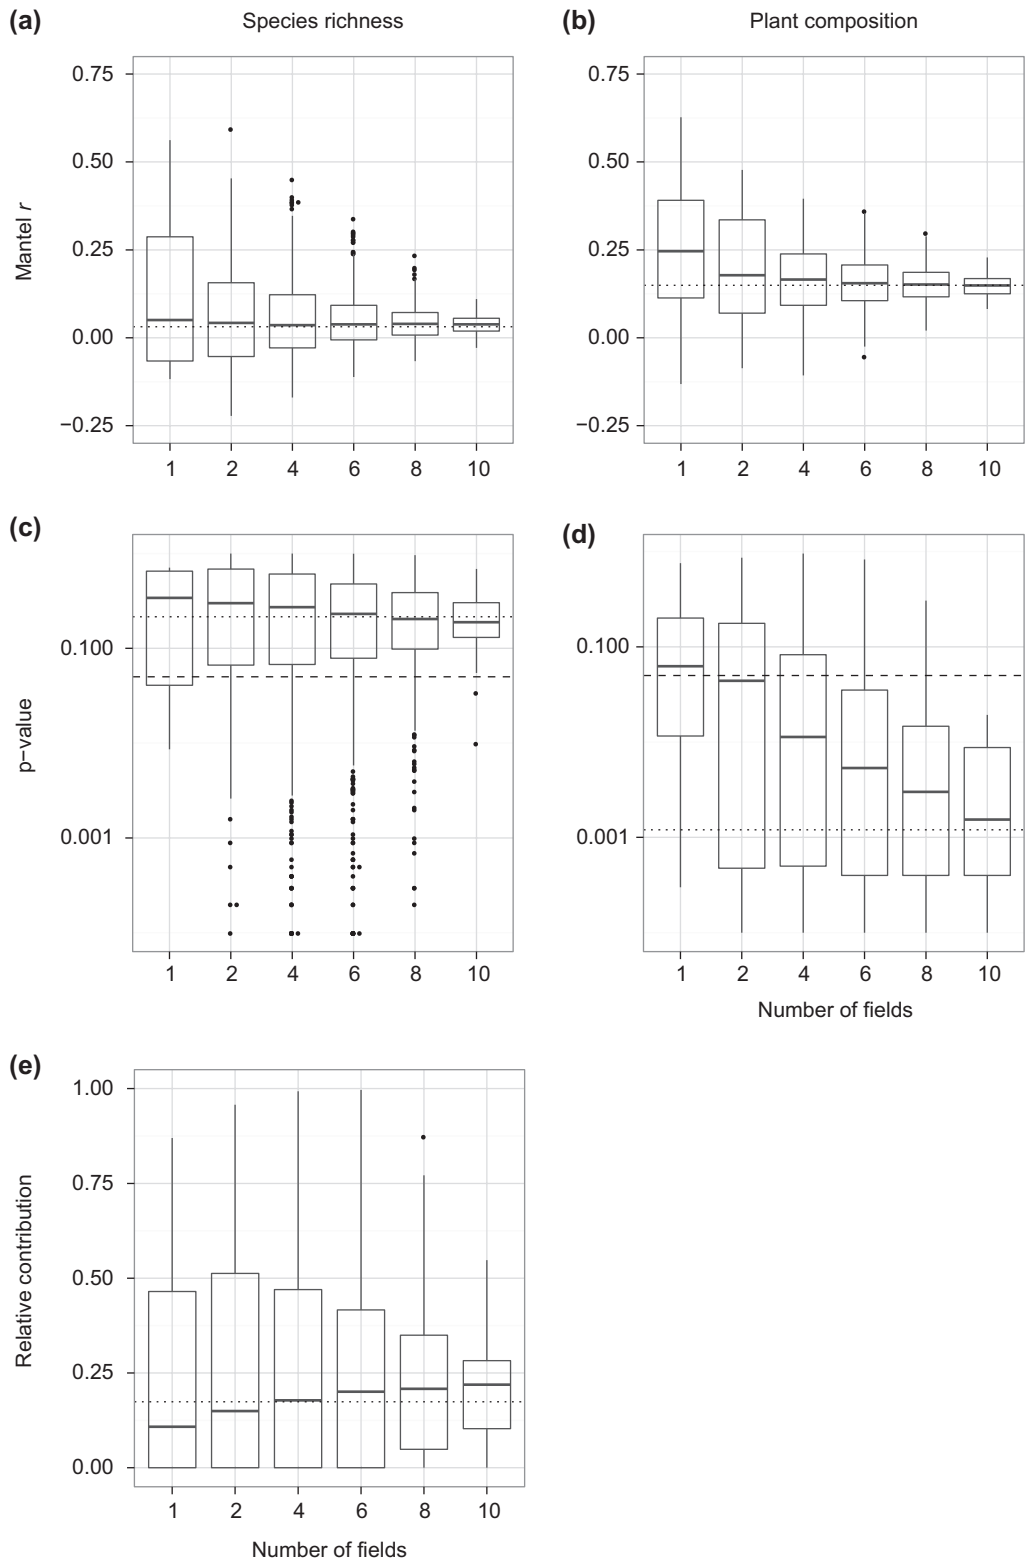 (a) Species richness
(b) Plant composition
Mantel r
0.75
0.50
0.25
0.00
−0.25
1 2 4 6 8 10
0.75
0.50
0.25
0.00
−0.25
1 2 4 6 8 10
(c)
p−value
0.100
0.001
1 2 4 6 8 10
(d)
0.100
0.001
1 2 4 6 8 10
Number of fields
(e)
Relative contribution
1.00
0.75
0.50
0.25
0.00
1 2 4 6 8 10
Number of fields